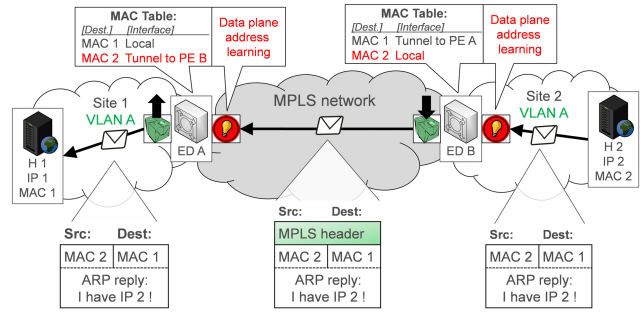 MAC Table:
[Dest.] [Interface]
MAC 1 Local
MAC 2 Tunnel to PE B
Data plane
address
learning
MAC Table:
[Dest.] [Interface]
MAC 1 Tunnel to PE A
MAC 2 Local
Data plane
address
learning
Site 1
VLAN A
MPLS network
Site 2
VLAN A
H 1
IP 1
MAC 1
ED A
ED B
H 2
IP 2
MAC 2
Src: Dest:
MAC 2 MAC 1
ARP reply:
I have IP 2 !
Src: Dest:
MPLS header
MAC 2 MAC 1
ARP reply:
I have IP 2 !
Src: Dest:
MAC 2 MAC 1
ARP reply:
I have IP 2 !